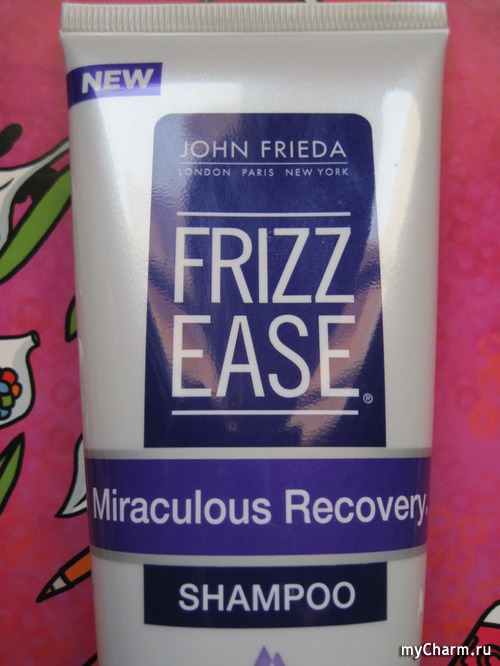 NEW
JOHN FRIEDA
LONDON PARIS NEW YORK
FRIZZ
EASE®
Miraculous Recovery
SHAMPOO
myCharm.ru